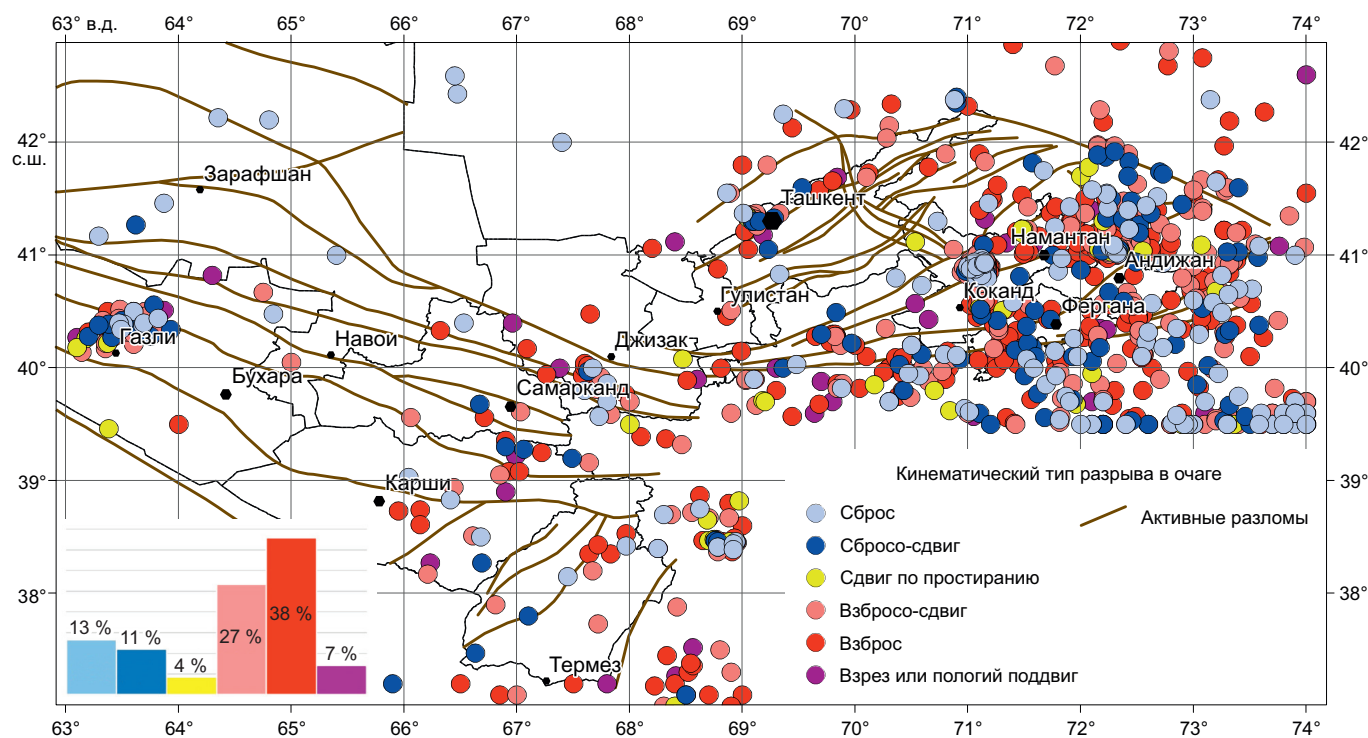 63° в.д. 64° 65° 66° 67° 68° 69° 70° 71° 72° 73° 74°
42° с.ш.
42°
Зарафшан
Ташкент
41°
41°
Намантан
Андижан
Гулистан
Коканд
Фергана
Газли
Навой
Джизак
40°
40°
Бухара
Самарканд
39°
39°
Карши
Кинематический тип разрыва в очаге
Сброс
Активные разломы
Сбросо-сдвиг
Сдвиг по простиранию
38°
38°
Взбросо-сдвиг
13 %
11 %
4 %
27 %
38 %
7 %
Взброс
Термез
Взрез или пологий поддвиг
63° 64° 65° 66° 67° 68° 69° 70° 71° 72° 73° 74°